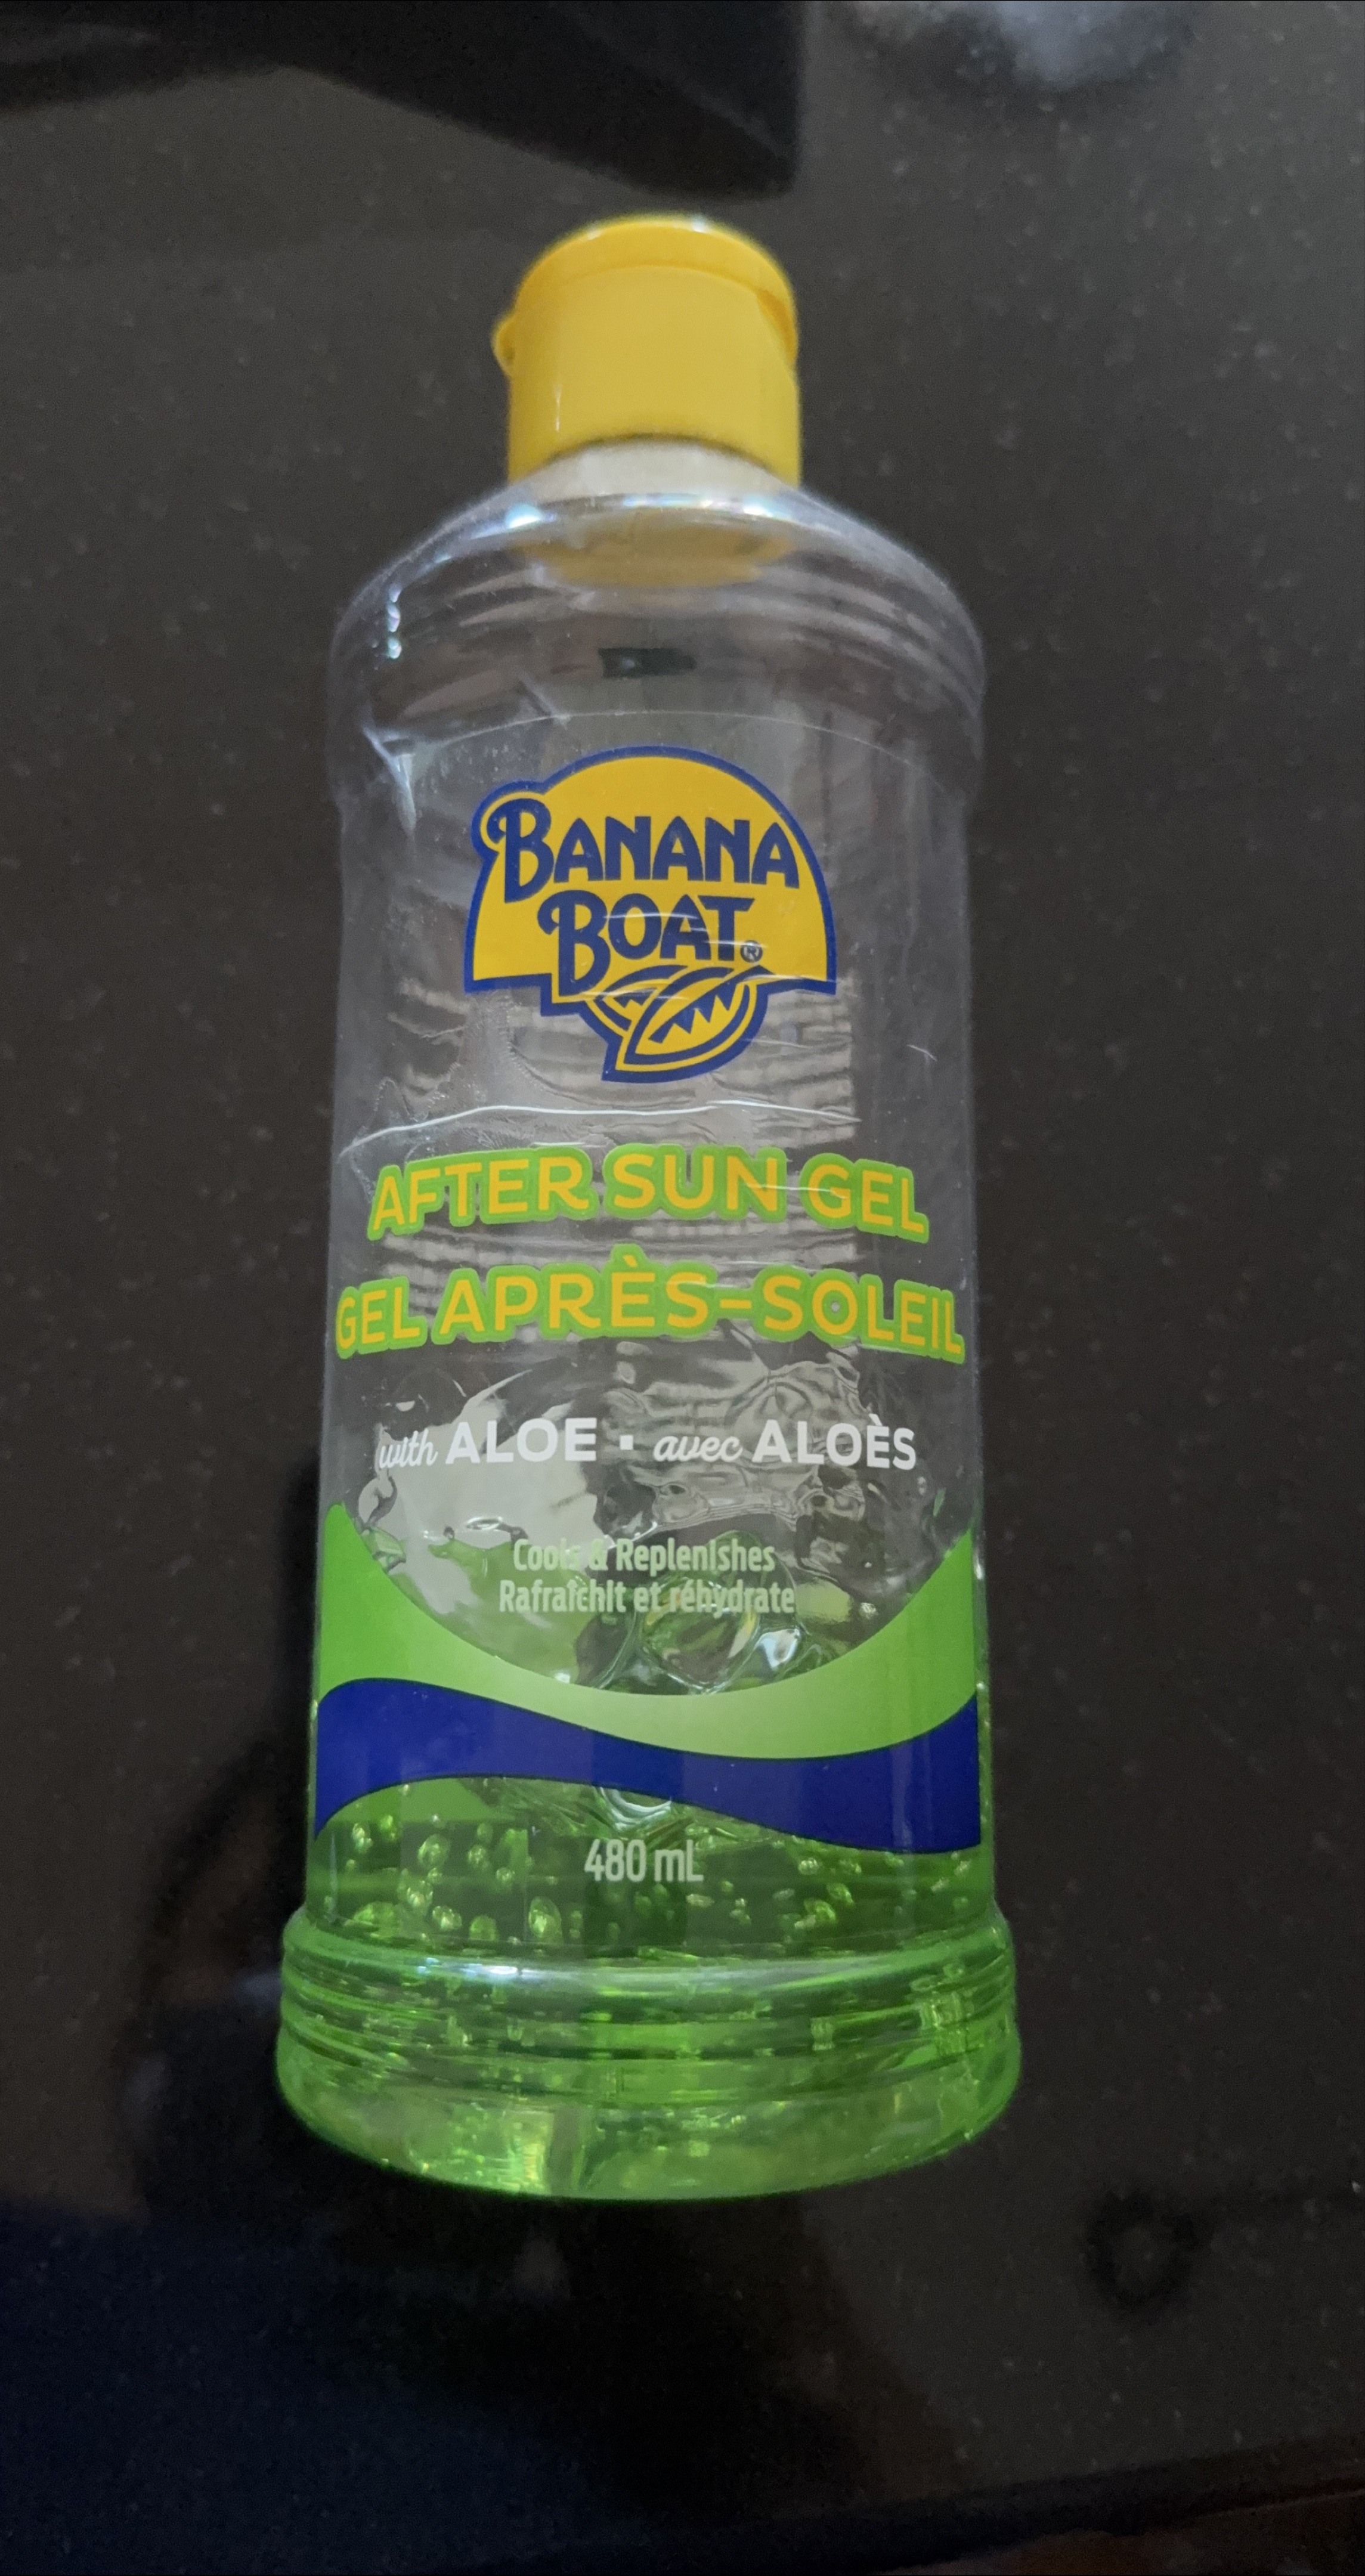 BANANA
BOAT®
AFTER SUN GEL
GEL APRÈS-SOLEIL
with ALOE ▪ avec ALOÈS
Cools & Replenishes
Rafraîchit et réhydrate
480 mL